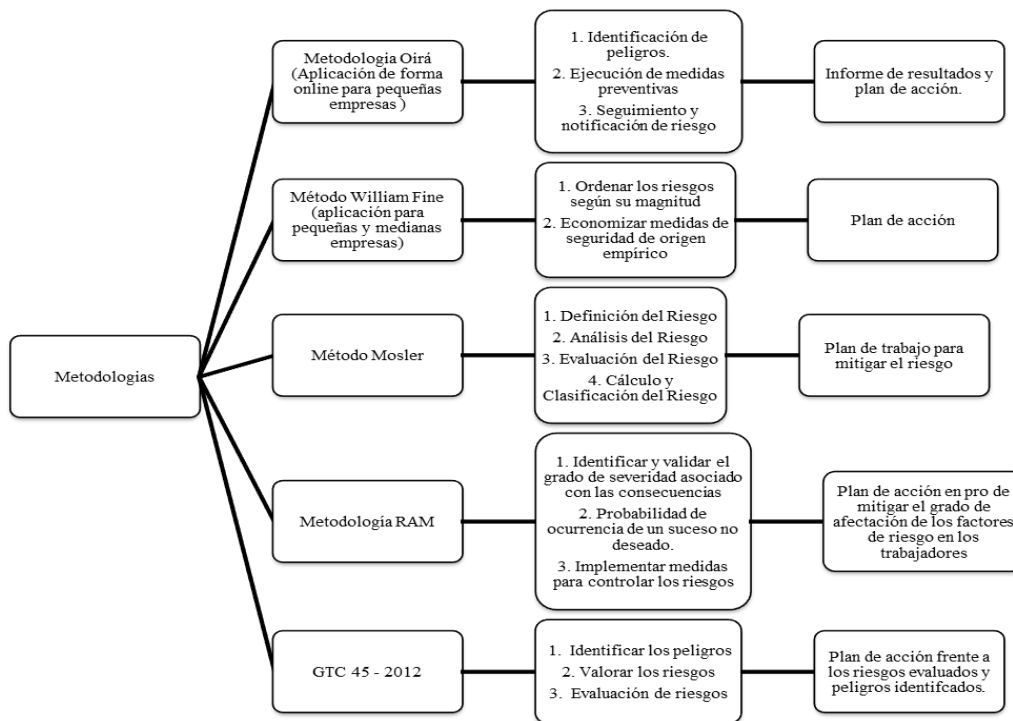 Metodologias
Metodologia Oirá
(Aplicación de forma
online para pequeñas
empresas )
1. Identificación de
peligros.
2. Ejecución de medidas
preventivas
3. Seguimiento y
notificación de riesgo
Informe de resultados y
plan de acción.
Método William Fine
(aplicación para
pequeñas y medianas
empresas)
1. Ordenar los riesgos
según su magnitud
2. Economizar medidas de
seguridad de origen
empírico
Plan de acción
Método Mosler
1. Definición del Riesgo
2. Análisis del Riesgo
3. Evaluación del Riesgo
4. Cálculo y
Clasificación del Riesgo
Plan de trabajo para
mitigar el riesgo
Metodología RAM
1. Identificar y validar el
grado de severidad asociado
con las consecuencias
2. Probabilidad de
ocurrencia de un suceso no
deseado.
3. Implementar medidas
para controlar los riesgos
Plan de acción en pro de
mitigar el grado de
afectación de los factores
de riesgo en los
trabajadores
GTC 45 - 2012
1. Identificar los peligros
2. Valorar los riesgos
3. Evaluación de riesgos
Plan de acción frente a
los riesgos evaluados y
peligros identifcados.